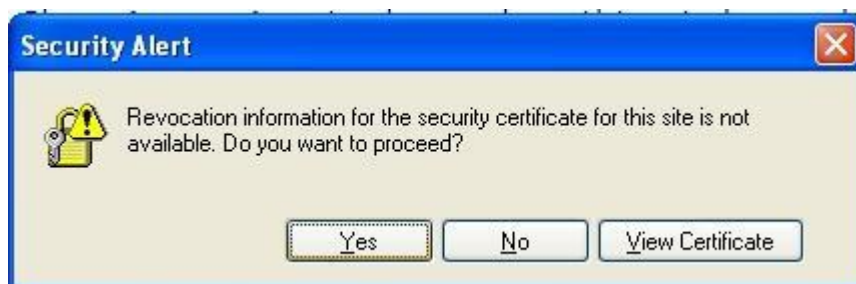 Security Alert
Revocation information for the security certificate for this site is not
available. Do you want to proceed?
Yes
No
View Certificate